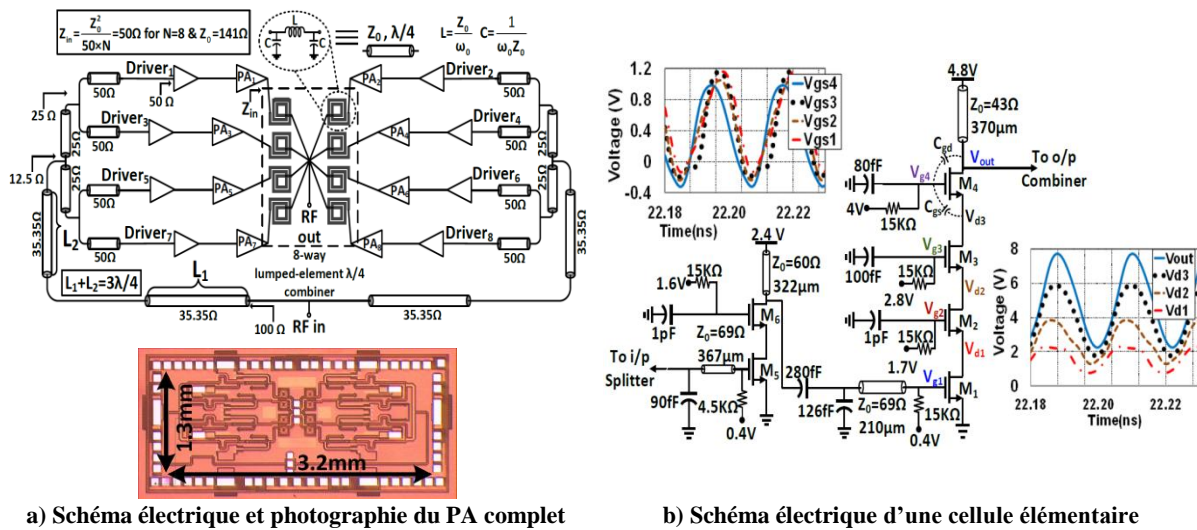 Z_in = Z_0^2 / 50×N =50Ω for N=8 & Z_0=141Ω
L
C
C
≡ Z_0, λ/4
L= Z_0 / ω_0 C= 1 / ω_0 Z_0
Driver_1
PA_1
PA_2
Driver_2
50Ω
50 Ω
50Ω
25 Ω
Z_in
Driver_3
PA_3
PA_4
Driver_4
25Ω
50Ω
50Ω
25Ω
12.5 Ω
Driver_5
PA_5
PA_6
Driver_6
25Ω
50Ω
50Ω
25Ω
RF
out
Driver_7
PA_7
PA_8
Driver_8
35.35Ω
L_2
50Ω
50Ω
35.35Ω
8-way
lumped-element λ/4
combiner
L_1+L_2=3λ/4
L_1
35.35Ω
100 Ω
RF in
35.35Ω
1.3mm
3.2mm
a) Schéma électrique et photographie du PA complet
Voltage (V)
1.2
0.8
0.4
0
-0.4
Vgs4
Vgs3
Vgs2
Vgs1
22.18
22.20
22.22
Time(ns)
4.8V
Z_0=43Ω
370µm
C_gd
V_out
To o/p
Combiner
80fF
V_g4
M_4
4V
15KΩ
C_gs
V_d3
V_g3
M_3
100fF
15KΩ
V_d2
2.8V
V_g2
M_2
1pF
15KΩ
V_d1
1.7V
V_g1
M_1
15KΩ
0.4V
2.4 V
Z_0=60Ω
322µm
15KΩ
1.6V
M_6
1pF
Z_0=69Ω
367µm
To i/p
Splitter
M_5
90fF
4.5KΩ
0.4V
280fF
126fF
Z_0=69Ω
210µm
Voltage (V)
8
6
4
2
0
Vout
Vd3
Vd2
Vd1
22.18
22.20
22.22
Time(ns)
b) Schéma électrique d'une cellule élémentaire